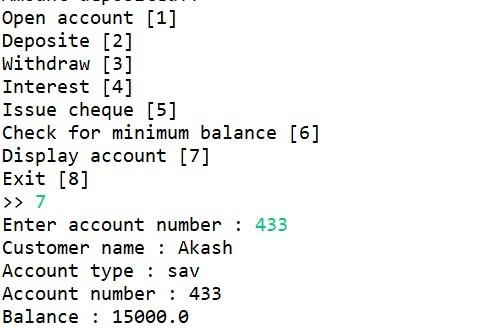 Open account [1]
Deposite [2]
Withdraw [3]
Interest [4]
Issue cheque [5]
Check for minimum balance [6]
Display account [7]
Exit [8]
>> 7
Enter account number : 433
Customer name : Akash
Account type : sav
Account number : 433
Balance : 15000.0